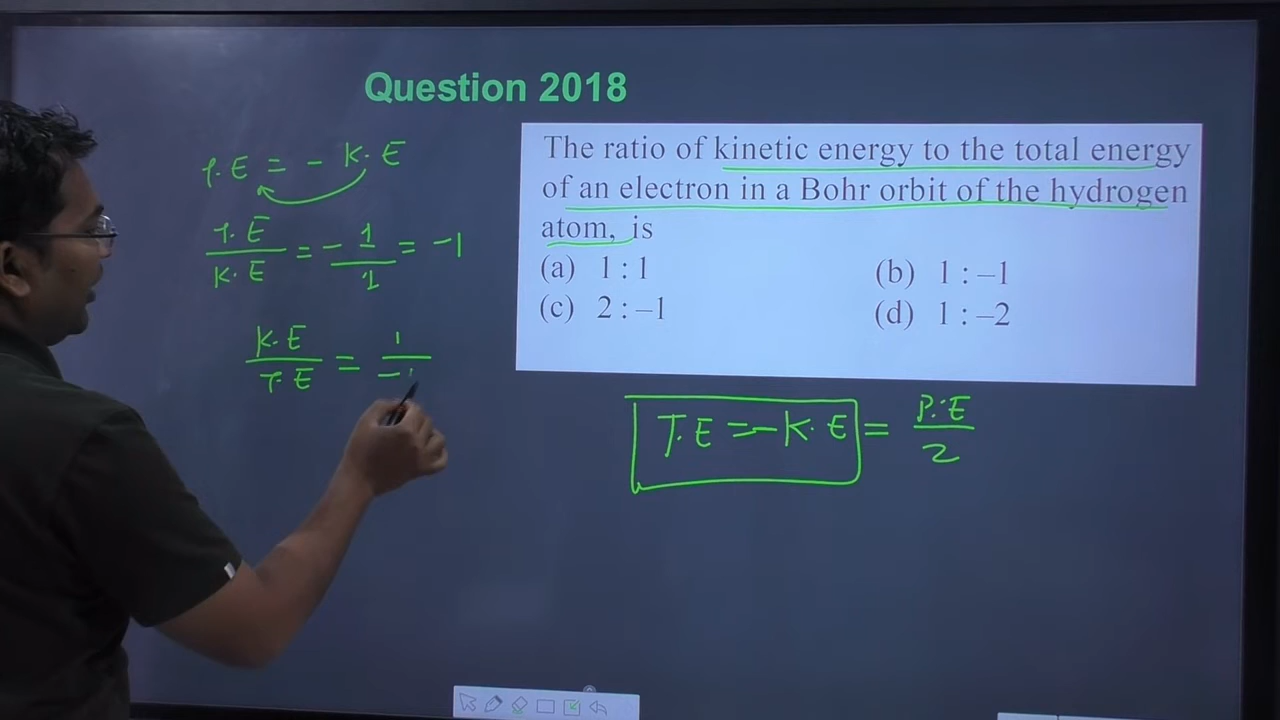 Question 2018
T.E = - K.E
T.E / K.E = - 1 / 1 = -1
K.E / T.E = 1 / -1
The ratio of kinetic energy to the total energy
of an electron in a Bohr orbit of the hydrogen
atom, is
(a) 1 : 1 (b) 1 : –1
(c) 2 : –1 (d) 1 : –2
T.E = -K.E = P.E / 2